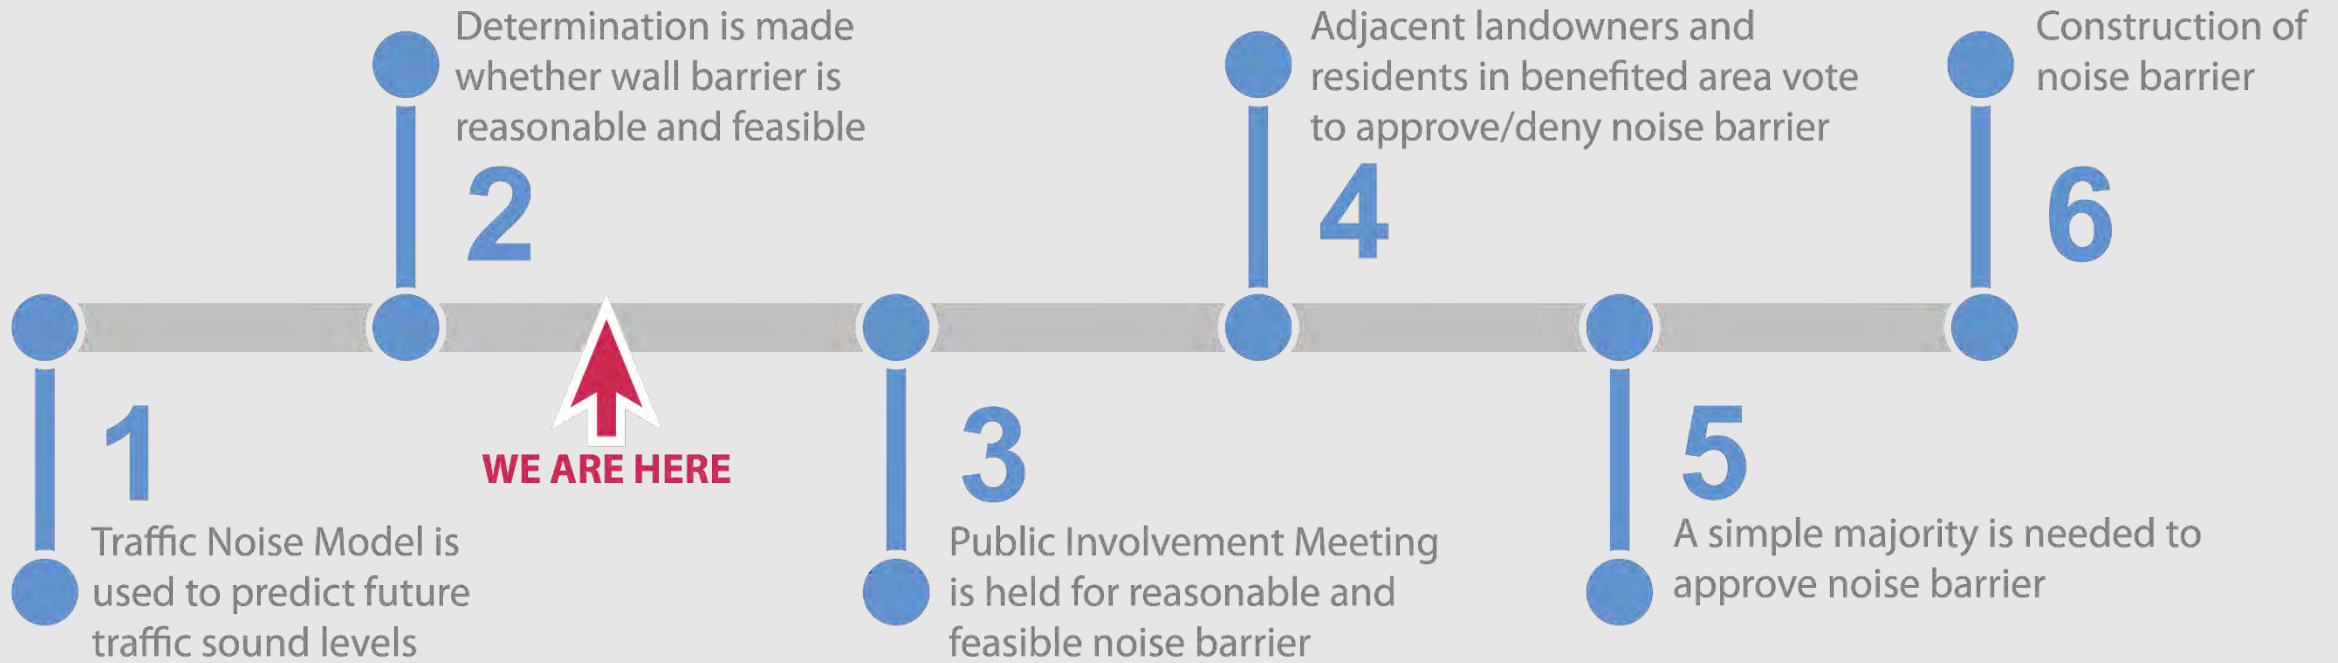 1
Traffic Noise Model is
used to predict future
traffic sound levels
2
Determination is made
whether wall barrier is
reasonable and feasible
WE ARE HERE
3
Public Involvement Meeting
is held for reasonable and
feasible noise barrier
4
Adjacent landowners and
residents in benefited area vote
to approve/deny noise barrier
5
A simple majority is needed to
approve noise barrier
6
Construction of
noise barrier